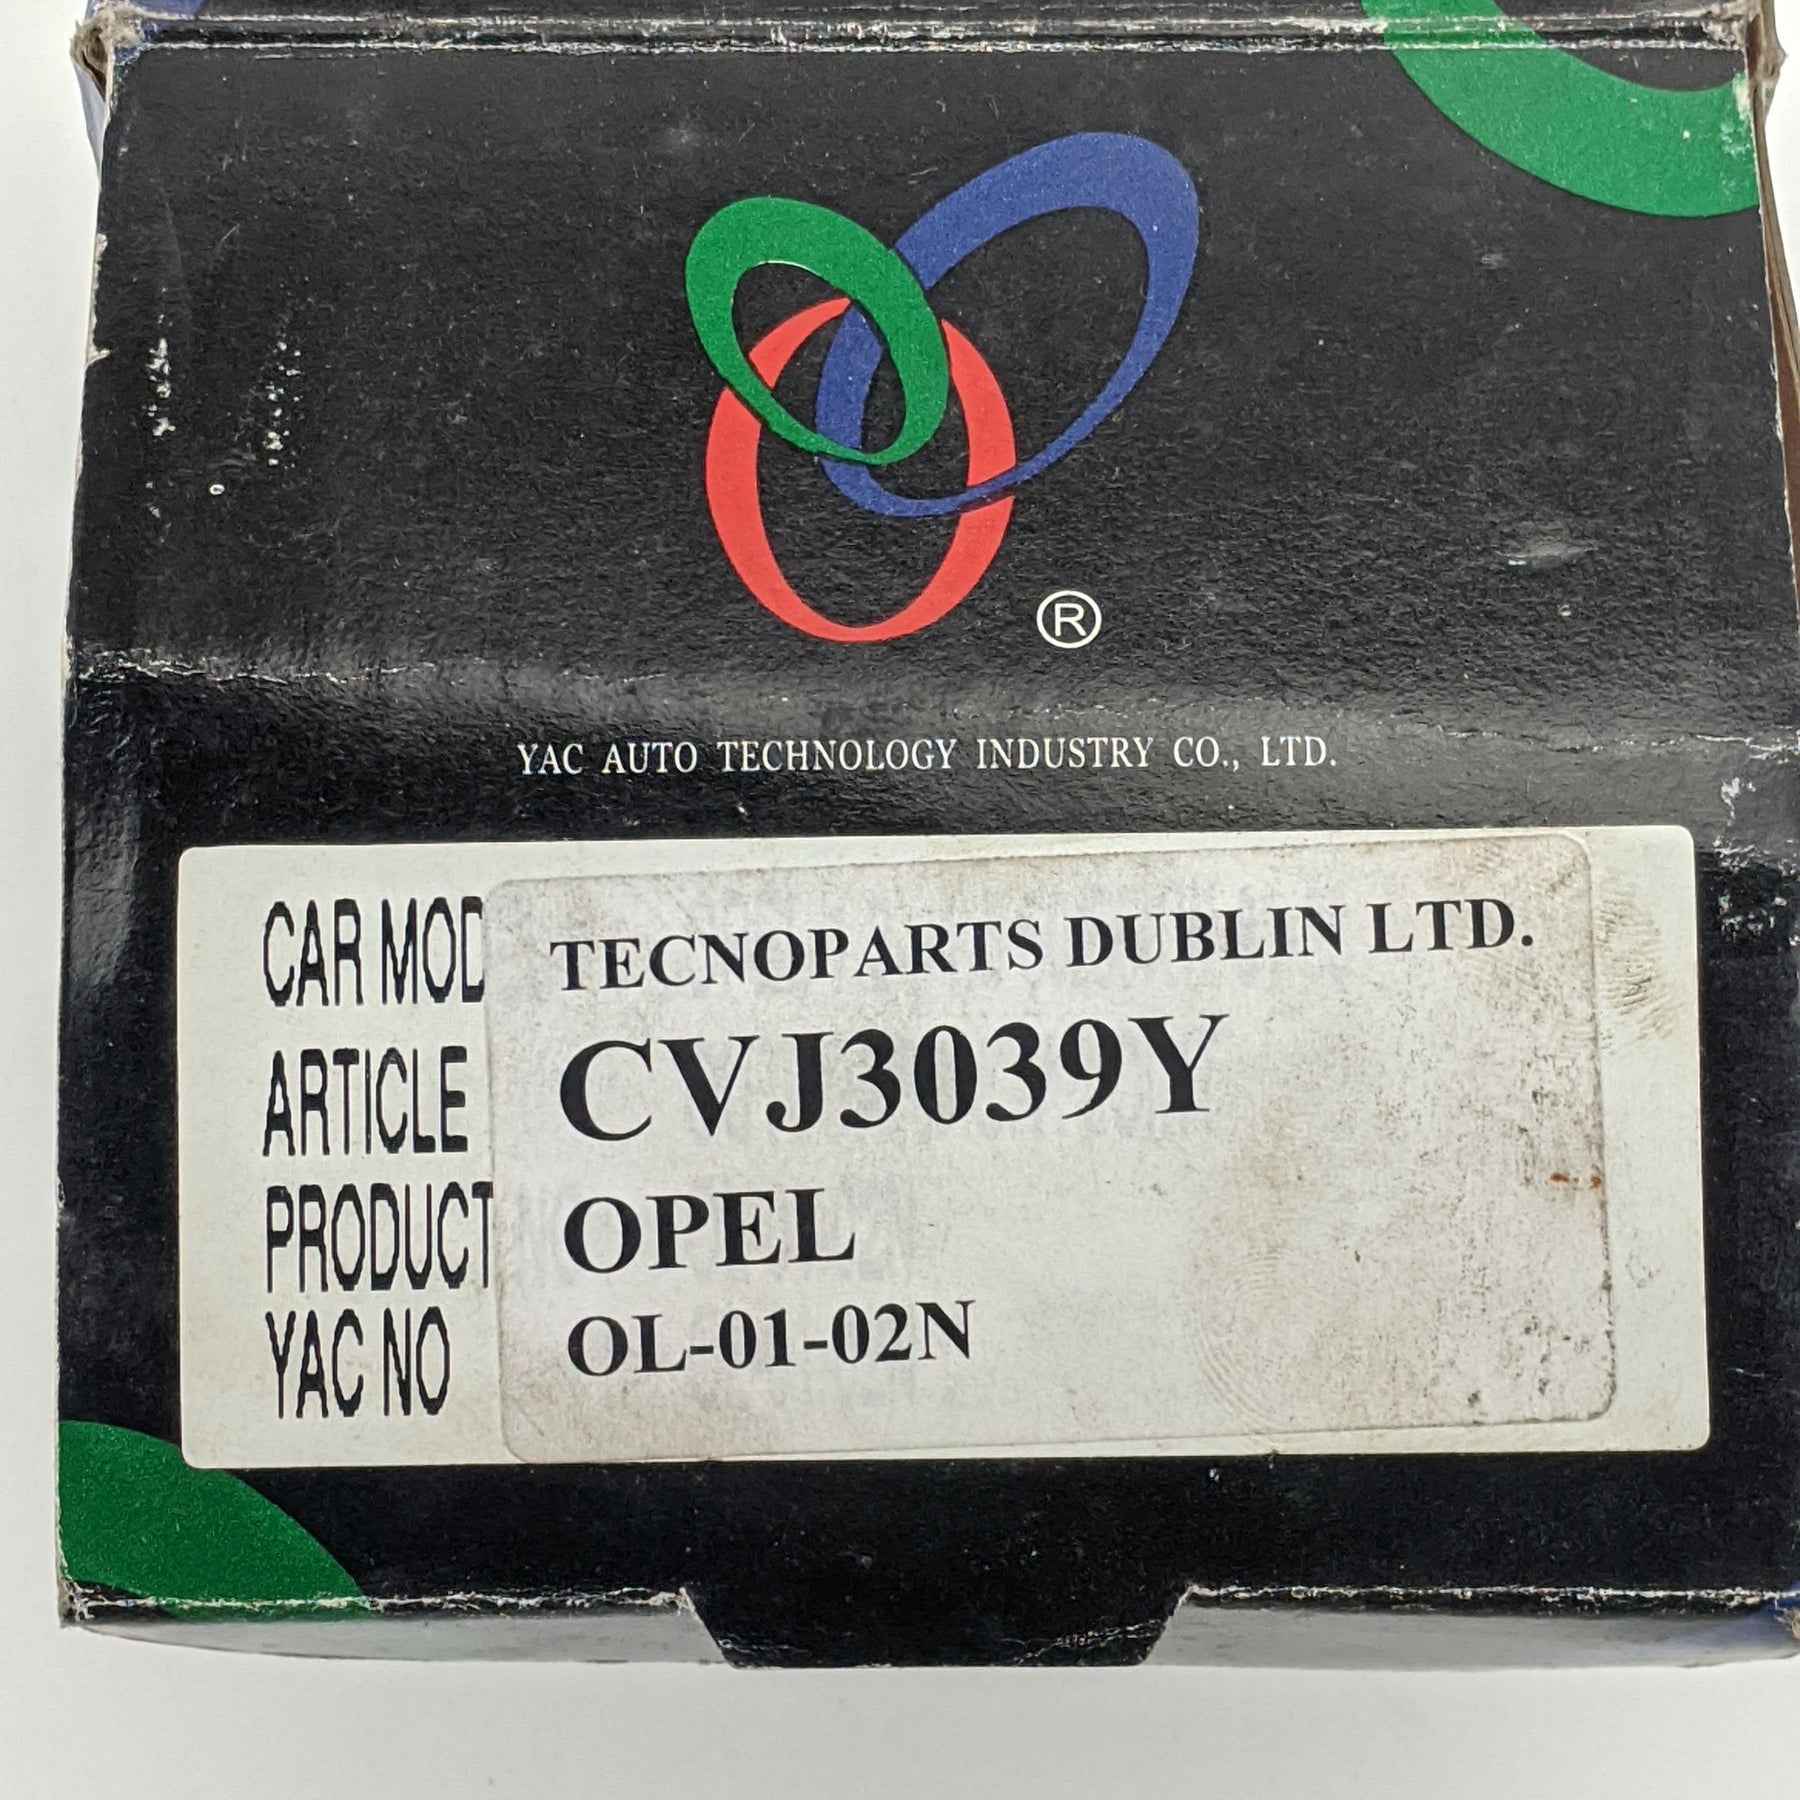 ®
YAC AUTO TECHNOLOGY INDUSTRY CO., LTD.
CAR MOD
TECNOPARTS DUBLIN LTD.
ARTICLE
CVJ3039Y
PRODUCT
OPEL
YAC NO
OL-01-02N